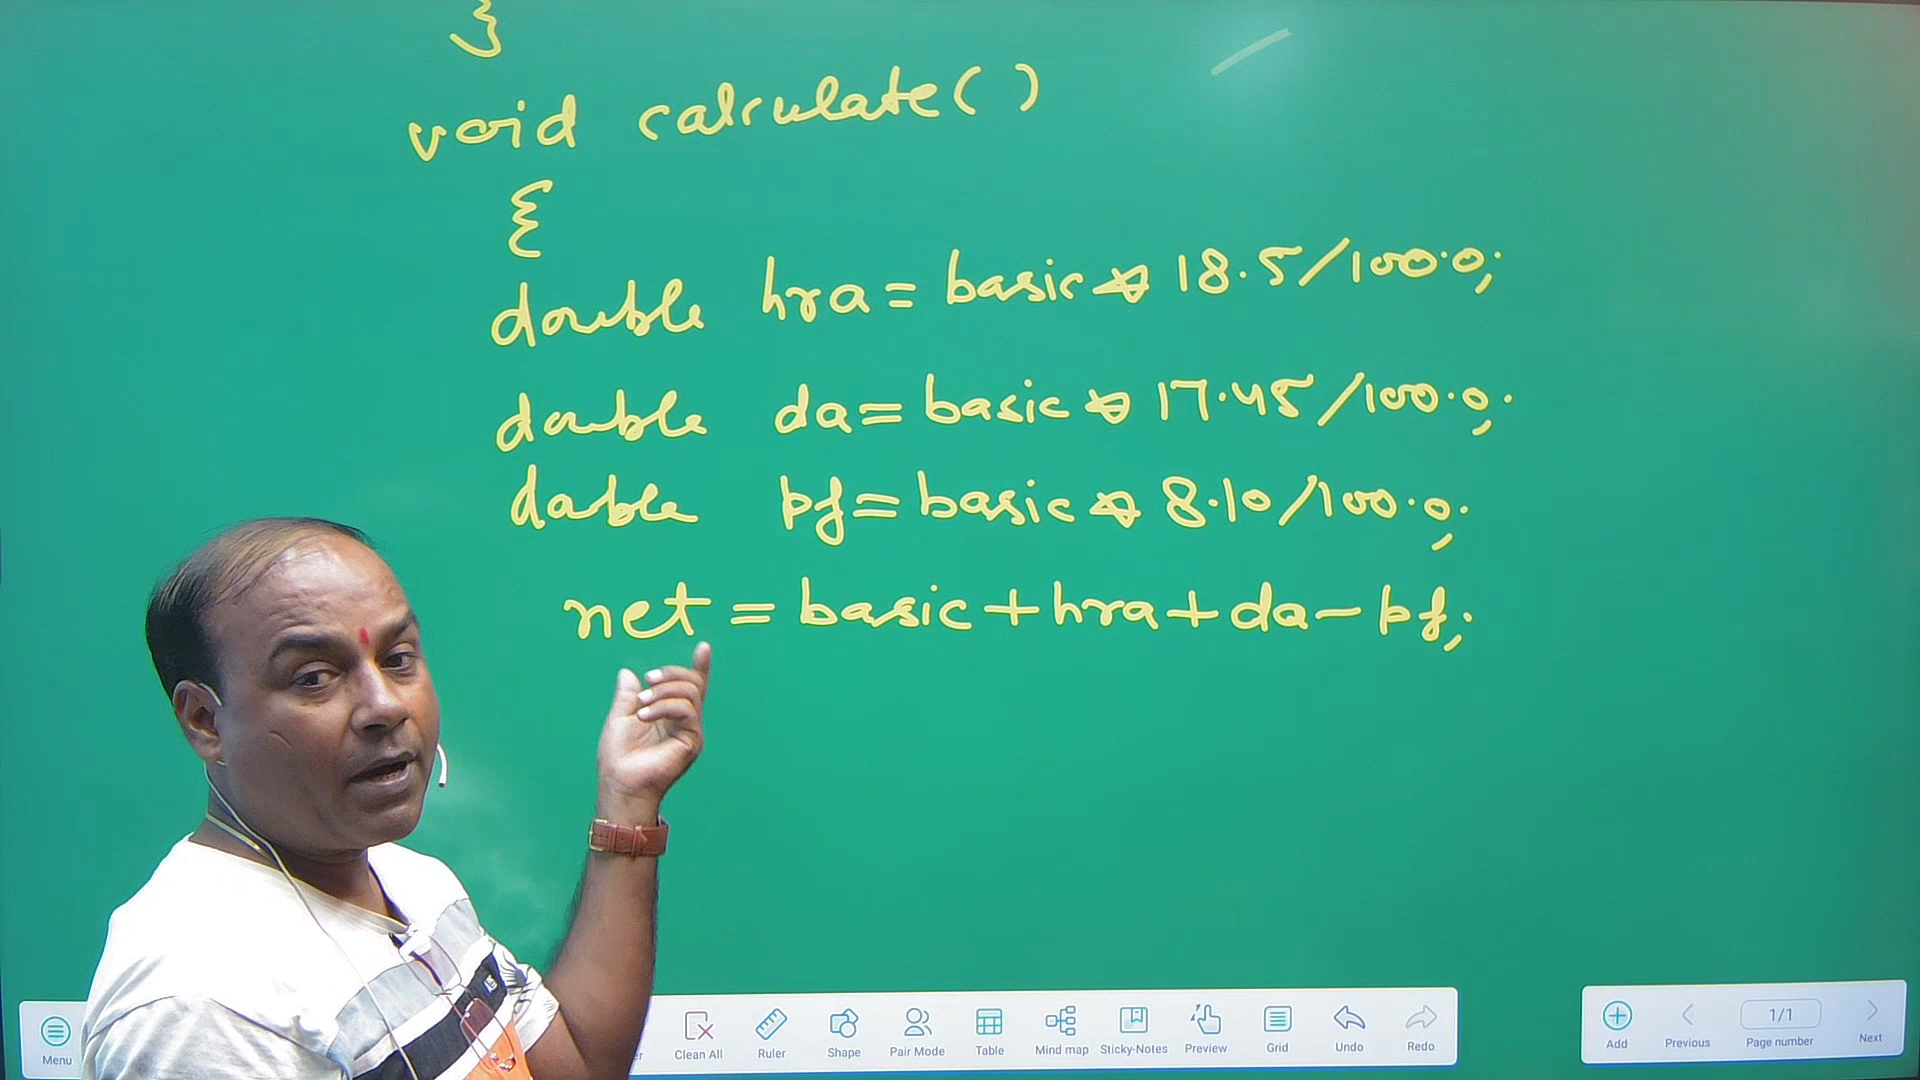 }
void calculate()
{
double hra = basic * 18.5/100.0;
double da = basic * 17.45/100.0;
dable pf = basic * 8.10/100.0;
net = basic + hra + da - pf;
Menu
er
Clean All
Ruler
Shape
Pair Mode
Table
Mind map
Sticky-Notes
Preview
Grid
Undo
Redo
Add
Previous
1/1
Page number
Next